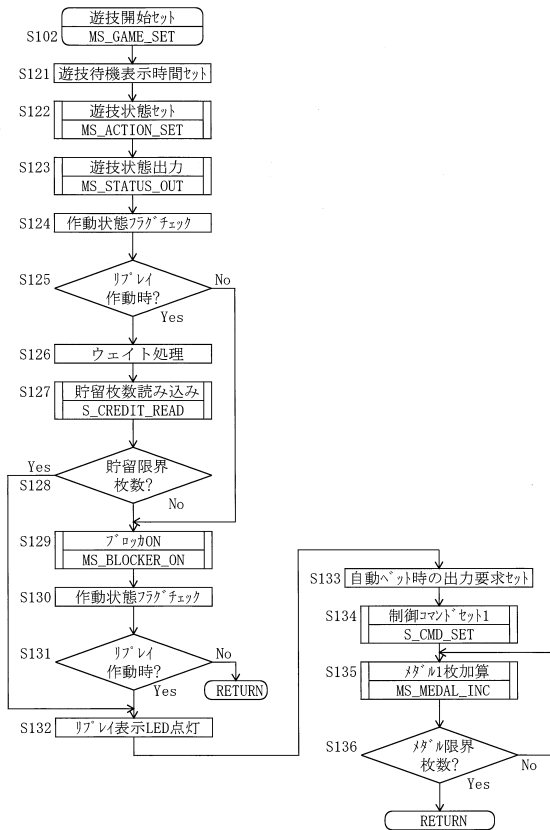 遊技開始セット
S102
MS_GAME_SET
S121
遊技待機表示時間ｾｯﾄ
S122
遊技状態セット
MS_ACTION_SET
S123
遊技状態出力
MS_STATUS_OUT
S124
作動状態ﾌﾗｸﾞﾁｪｯｸ
S125
ﾘﾌﾟﾚｲ
作動時?
No
Yes
S126
ウェイト処理
S127
貯留枚数読み込み
S_CREDIT_READ
Yes
S128
貯留限界
枚数?
No
S129
ﾌﾞﾛｯｶON
MS_BLOCKER_ON
S130
作動状態ﾌﾗｸﾞﾁｪｯｸ
S131
ﾘﾌﾟﾚｲ
作動時?
No
Yes
RETURN
S132
ﾘﾌﾟﾚｲ表示LED点灯
S133
自動ﾍﾞｯﾄ時の出力要求ｾｯﾄ
S134
制御ｺﾏﾝﾄﾞｾｯﾄ1
S_CMD_SET
S135
ﾒﾀﾞﾙ1枚加算
MS_MEDAL_INC
S136
ﾒﾀﾞﾙ限界
枚数?
No
Yes
RETURN